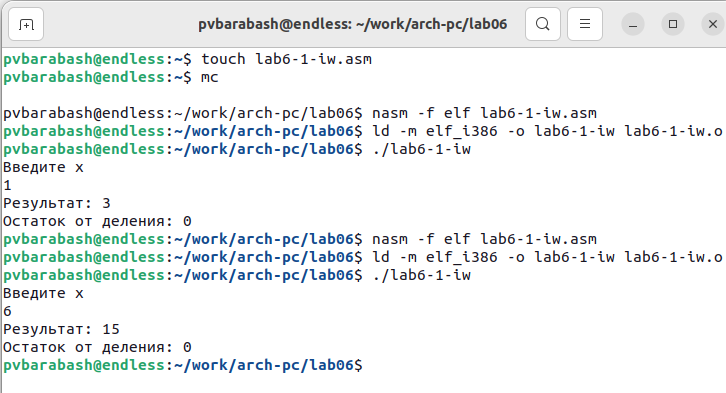 pvbarabash@endless: ~/work/arch-pc/lab06
pvbarabash@endless:~$ touch lab6-1-iw.asm
pvbarabash@endless:~$ mc
pvbarabash@endless:~/work/arch-pc/lab06$ nasm -f elf lab6-1-iw.asm
pvbarabash@endless:~/work/arch-pc/lab06$ ld -m elf_i386 -o lab6-1-iw lab6-1-iw.o
pvbarabash@endless:~/work/arch-pc/lab06$ ./lab6-1-iw
Введите x
1
Результат: 3
Остаток от деления: 0
pvbarabash@endless:~/work/arch-pc/lab06$ nasm -f elf lab6-1-iw.asm
pvbarabash@endless:~/work/arch-pc/lab06$ ld -m elf_i386 -o lab6-1-iw lab6-1-iw.o
pvbarabash@endless:~/work/arch-pc/lab06$ ./lab6-1-iw
Введите x
6
Результат: 15
Остаток от деления: 0
pvbarabash@endless:~/work/arch-pc/lab06$